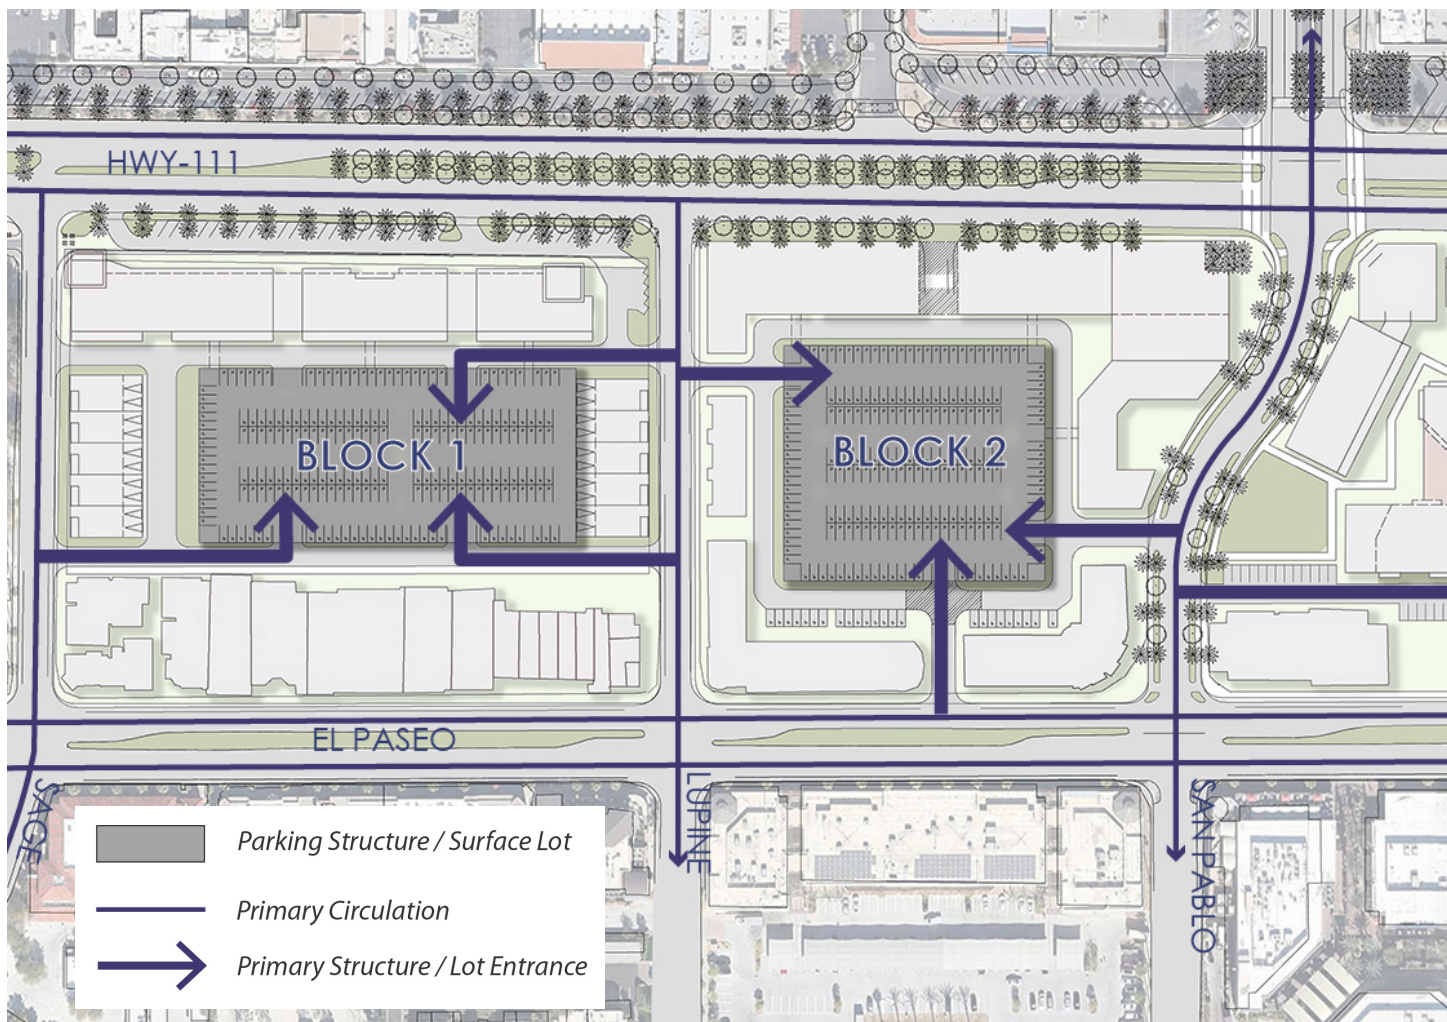 HWY-111
BLOCK 1
BLOCK 2
EL PASEO
SAGE
LUPINE
SAN PABLO
Parking Structure / Surface Lot
Primary Circulation
Primary Structure / Lot Entrance